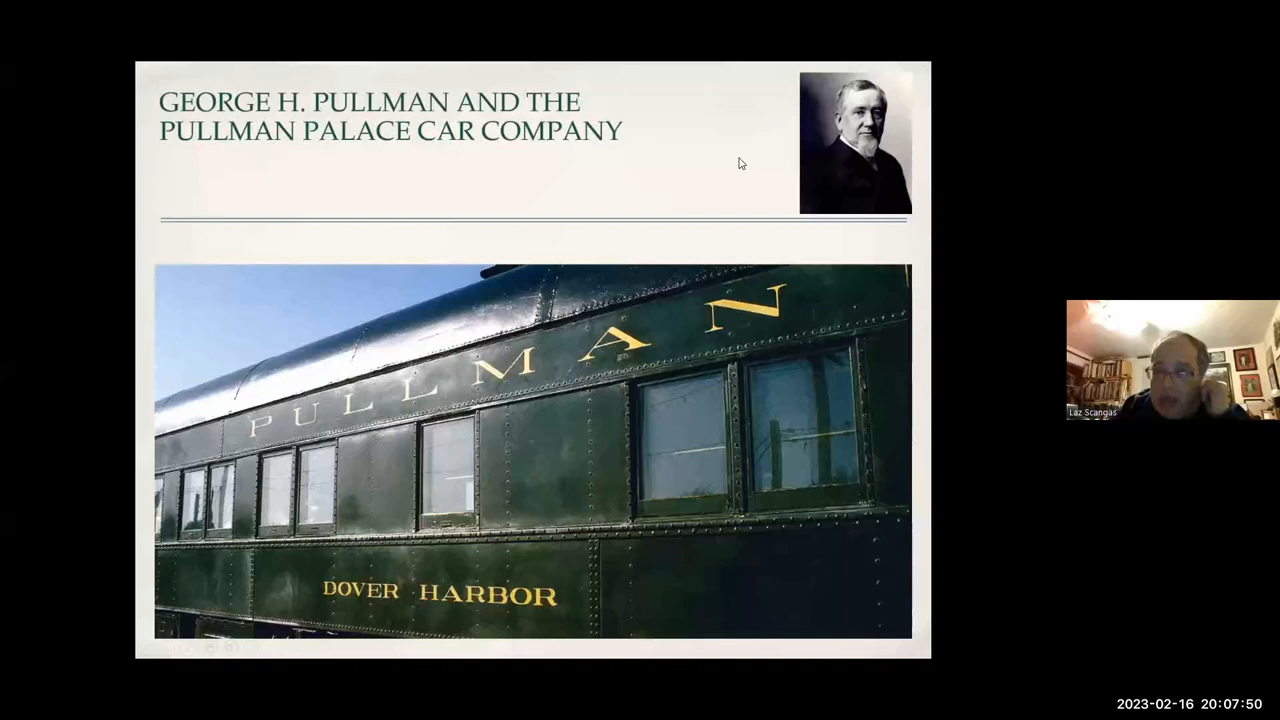 GEORGE H. PULLMAN AND THE
PULLMAN PALACE CAR COMPANY
PULLMAN
DOVER HARBOR
Laz Scangas
2023-02-16 20:07:50